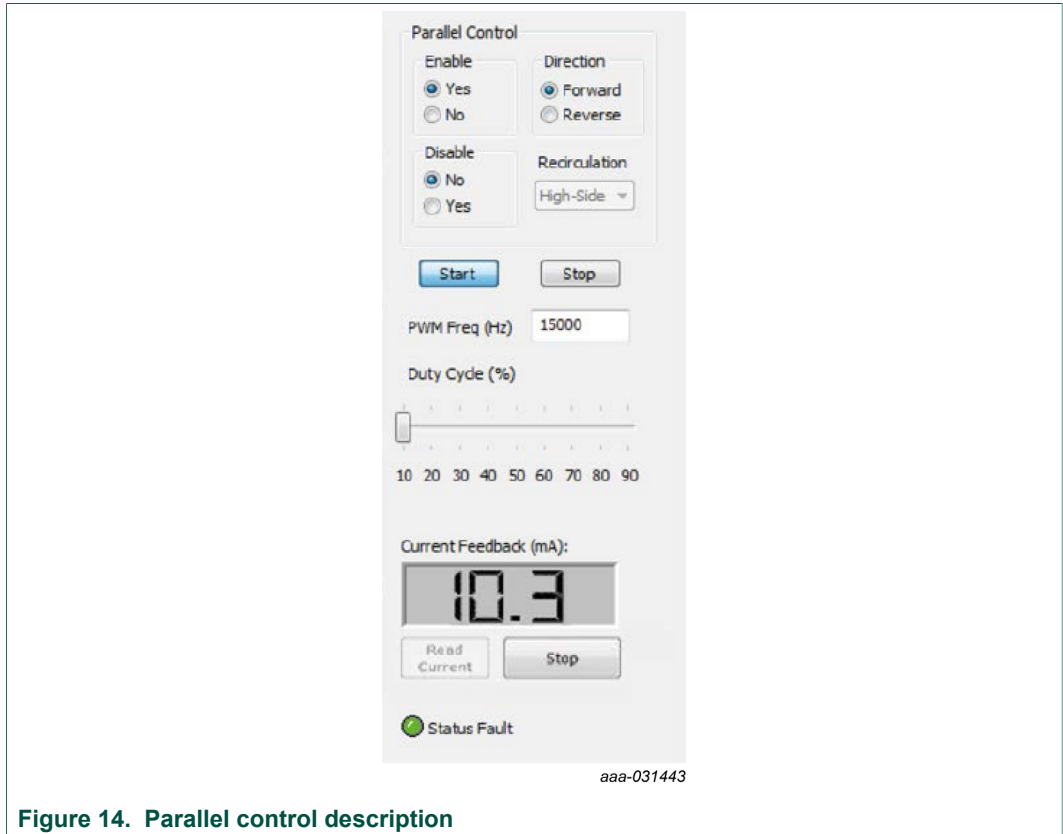 Parallel Control
Enable
Yes
No
Direction
Forward
Reverse
Disable
No
Yes
Recirculation
High-Side
Start Stop
PWM Freq (Hz) 15000
Duty Cycle (%)
10 20 30 40 50 60 70 80 90
Current Feedback (mA):
10.3
Read
Current
Stop
Status Fault
aaa-031443
Figure 14. Parallel control description